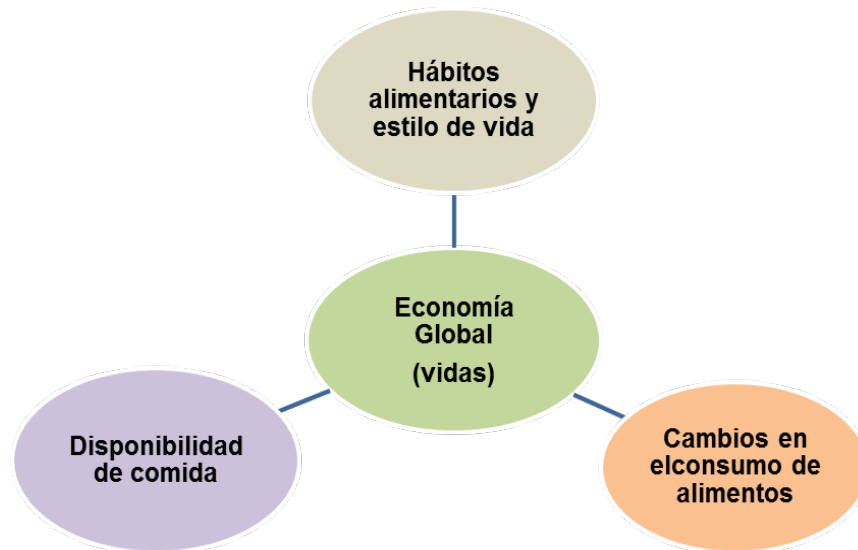 Hábitos
alimentarios y
estilo de vida
Economía
Global
(vidas)
Disponibilidad
de comida
Cambios en
elconsumo de
alimentos